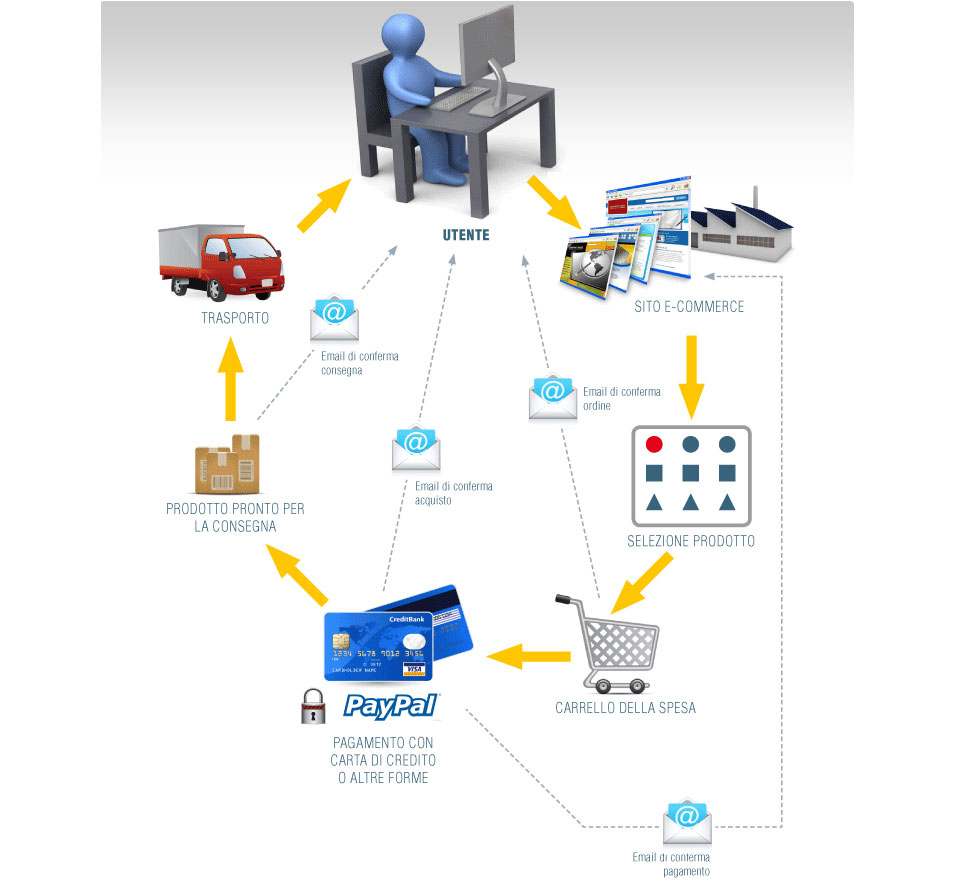 UTENTE
SITO E-COMMERCE
TRASPORTO
Email di conferma
consegna
Email di conferma
ordine
Email di conferma
acquisto
PRODOTTO PRONTO PER
LA CONSEGNA
SELEZIONE PRODOTTO
CreditBank
1234 5678 9012 3456
CARDHOLDER NAME
VISA
PayPal
CARRELLO DELLA SPESA
PAGAMENTO CON
CARTA DI CREDITO
O ALTRE FORME
Email di conferma
pagamento